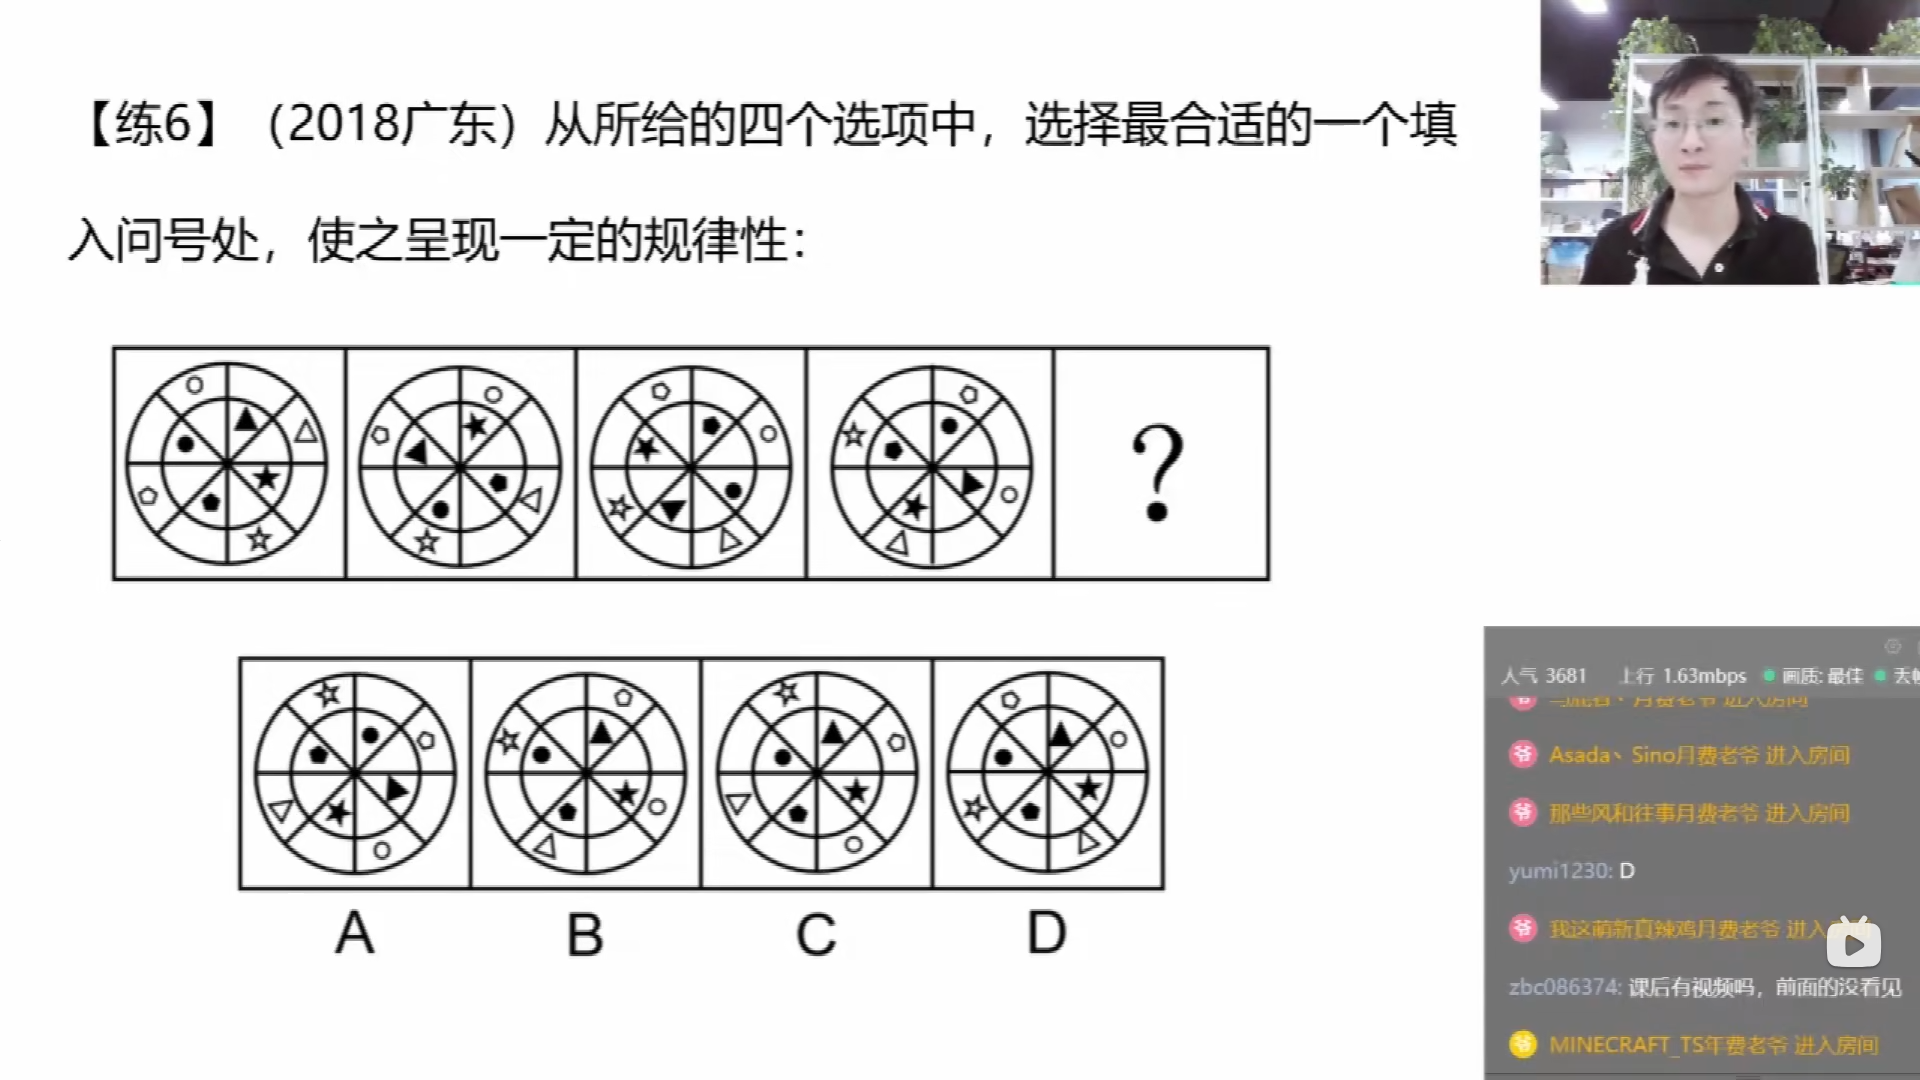 【练6】（2018广东）从所给的四个选项中，选择最合适的一个填
入问号处，使之呈现一定的规律性：
?
A B C D
人气 3681 上行 1.63mbps 画质: 最佳
Asada、Sino月费老爷 进入房间
那些风和往事月费老爷 进入房间
yumi1230: D
我这萌新真辣鸡月费老爷 进入
zbc086374: 课后有视频吗，前面的没看见
MINECRAFT_TS年费老爷 进入房间